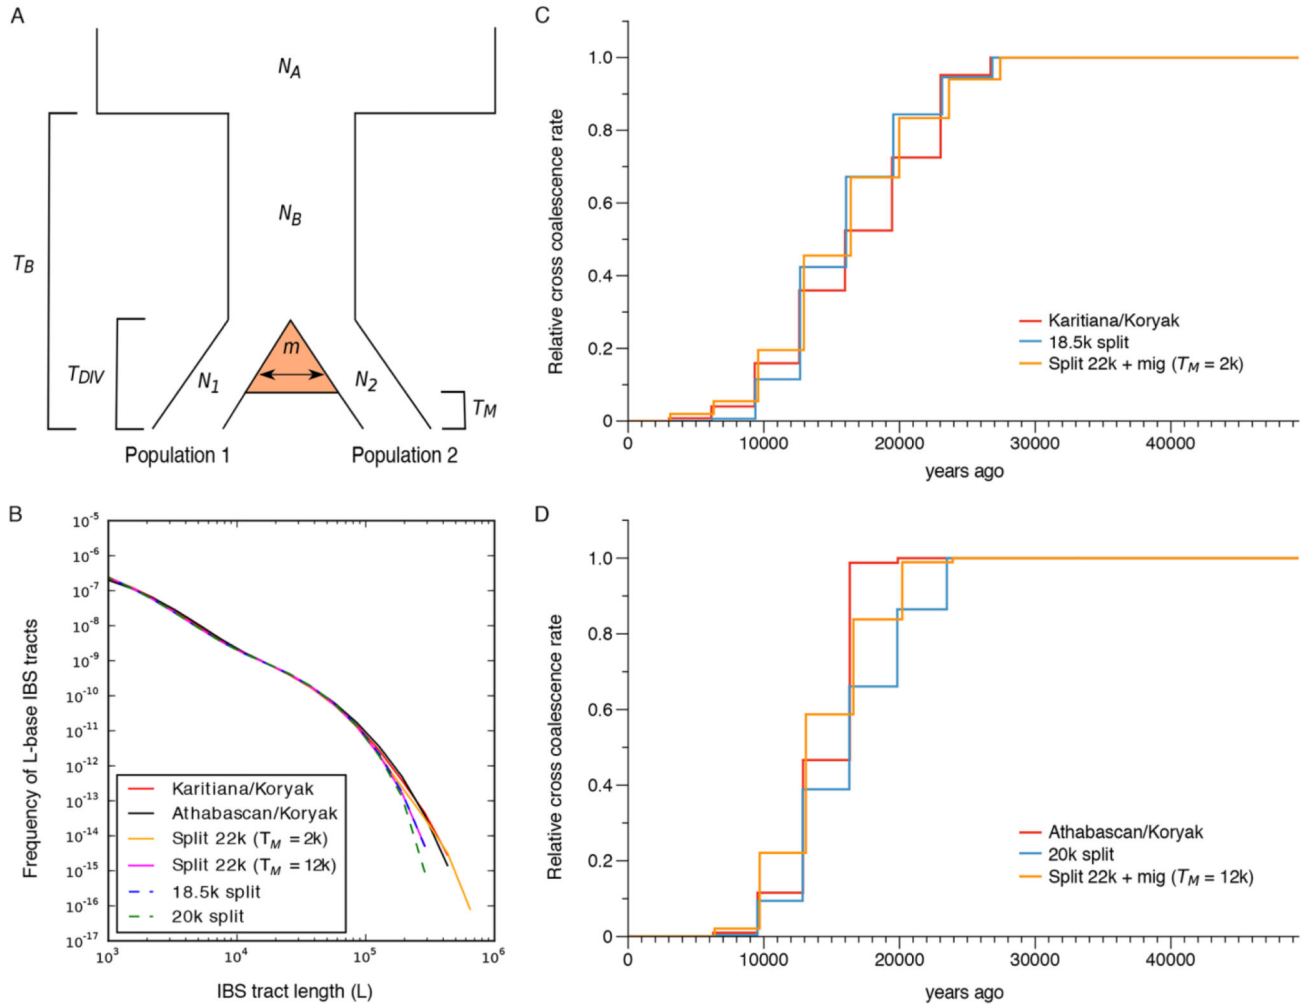 A
N_A
N_B
T_B
T_DIV
m
N_1
N_2
T_M
Population 1
Population 2
B
10^-5
10^-6
10^-7
10^-8
10^-9
10^-10
10^-11
10^-12
10^-13
10^-14
10^-15
10^-16
10^-17
Frequency of L-base IBS tracts
Karitiana/Koryak
Athabascan/Koryak
Split 22k (T_M = 2k)
Split 22k (T_M = 12k)
18.5k split
20k split
10^3
10^4
10^5
10^6
IBS tract length (L)
C
1.0
0.8
0.6
0.4
0.2
0
Relative cross coalescence rate
Karitiana/Koryak
18.5k split
Split 22k + mig (T_M = 2k)
0
10000
20000
30000
40000
years ago
D
1.0
0.8
0.6
0.4
0.2
0
Relative cross coalescence rate
Athabascan/Koryak
20k split
Split 22k + mig (T_M = 12k)
0
10000
20000
30000
40000
years ago